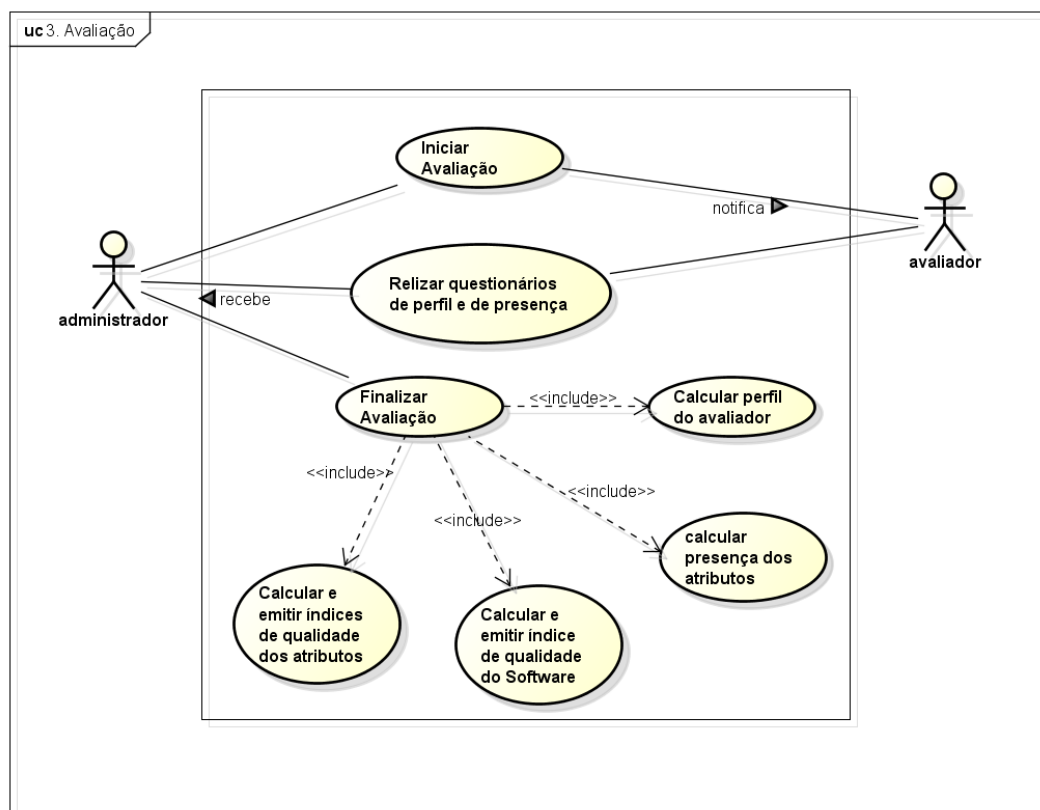 uc 3. Avaliação
Iniciar
Avaliação
notifica
avaliador
Relizar questionários
de perfil e de presença
recebe
administrador
Finalizar
Avaliação
<<include>>
Calcular perfil
do avaliador
<<include>>
<<include>>
<<include>>
calcular
presença dos
atributos
Calcular e
emitir índices
de qualidade
dos atributos
Calcular e
emitir índice
de qualidade
do Software